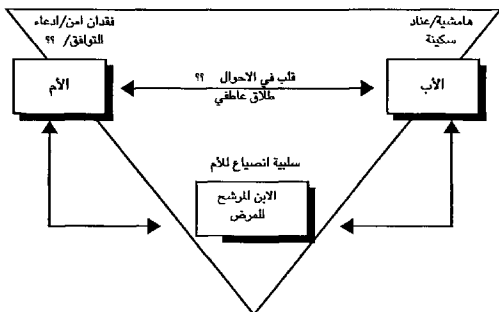 هامشية/عناد
سكينة
فقدان أمن/ادعاء
التوافق/ ؟؟
الأب
الأم
قلب في الاحوال ؟؟
طلاق عاطفي
سلبية انصياع للأم
الابن المرشح
للمرض